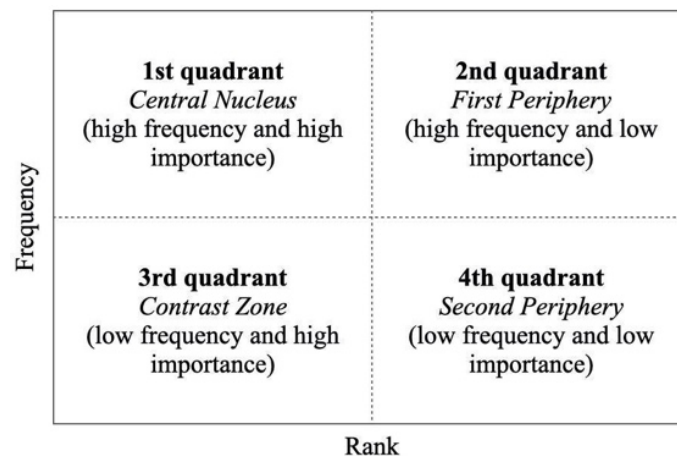 Frequency
1st quadrant
Central Nucleus
(high frequency and high
importance)
2nd quadrant
First Periphery
(high frequency and low
importance)
3rd quadrant
Contrast Zone
(low frequency and high
importance)
4th quadrant
Second Periphery
(low frequency and low
importance)
Rank